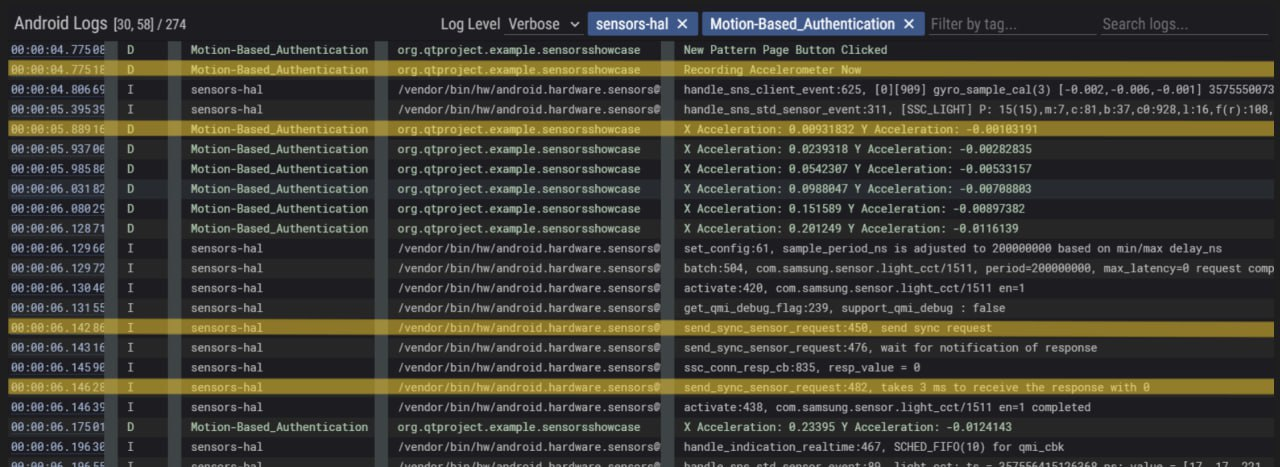 Android Logs [30, 58] / 274 Log Level Verbose sensors-hal ✕ Motion-Based_Authentication ✕ Filter by tag... Search logs...
00:00:04.77508 D Motion-Based_Authentication org.qtproject.example.sensorsshowcase New Pattern Page Button Clicked
00:00:04.77518 D Motion-Based_Authentication org.qtproject.example.sensorsshowcase Recording Accelerometer Now
00:00:04.80669 I sensors-hal /vendor/bin/hw/android.hardware.sensors@ handle_sns_client_event:625, [0][909] gyro_sample_cal(3) [-0.002,-0.006,-0.001] 3575550073
00:00:05.39539 I sensors-hal /vendor/bin/hw/android.hardware.sensors@ handle_sns_std_sensor_event:311, [SSC_LIGHT] P: 15(15),m:7,c:81,b:37,c0:928,l:16,f(r):108,
00:00:05.88916 D Motion-Based_Authentication org.qtproject.example.sensorsshowcase X Acceleration: 0.00931832 Y Acceleration: -0.00103191
00:00:05.93700 D Motion-Based_Authentication org.qtproject.example.sensorsshowcase X Acceleration: 0.0239318 Y Acceleration: -0.00282835
00:00:05.98580 D Motion-Based_Authentication org.qtproject.example.sensorsshowcase X Acceleration: 0.0542307 Y Acceleration: -0.00533157
00:00:06.03182 D Motion-Based_Authentication org.qtproject.example.sensorsshowcase X Acceleration: 0.0988047 Y Acceleration: -0.00708803
00:00:06.08029 D Motion-Based_Authentication org.qtproject.example.sensorsshowcase X Acceleration: 0.151589 Y Acceleration: -0.00897382
00:00:06.12871 D Motion-Based_Authentication org.qtproject.example.sensorsshowcase X Acceleration: 0.201249 Y Acceleration: -0.0116139
00:00:06.12960 I sensors-hal /vendor/bin/hw/android.hardware.sensors@ set_config:61, sample_period_ns is adjusted to 200000000 based on min/max delay_ns
00:00:06.12972 I sensors-hal /vendor/bin/hw/android.hardware.sensors@ batch:504, com.samsung.sensor.light_cct/1511, period=200000000, max_latency=0 request comp
00:00:06.13040 I sensors-hal /vendor/bin/hw/android.hardware.sensors@ activate:420, com.samsung.sensor.light_cct/1511 en=1
00:00:06.13155 I sensors-hal /vendor/bin/hw/android.hardware.sensors@ get_qmi_debug_flag:239, support_qmi_debug : false
00:00:06.14286 I sensors-hal /vendor/bin/hw/android.hardware.sensors@ send_sync_sensor_request:450, send sync request
00:00:06.14316 I sensors-hal /vendor/bin/hw/android.hardware.sensors@ send_sync_sensor_request:476, wait for notification of response
00:00:06.14590 I sensors-hal /vendor/bin/hw/android.hardware.sensors@ ssc_conn_resp_cb:835, resp_value = 0
00:00:06.14628 I sensors-hal /vendor/bin/hw/android.hardware.sensors@ send_sync_sensor_request:482, takes 3 ms to receive the response with 0
00:00:06.14639 I sensors-hal /vendor/bin/hw/android.hardware.sensors@ activate:438, com.samsung.sensor.light_cct/1511 en=1 completed
00:00:06.17501 D Motion-Based_Authentication org.qtproject.example.sensorsshowcase X Acceleration: 0.23395 Y Acceleration: -0.0124143
00:00:06.19630 I sensors-hal /vendor/bin/hw/android.hardware.sensors@ handle_indication_realtime:467, SCHED_FIFO(10) for qmi_cbk